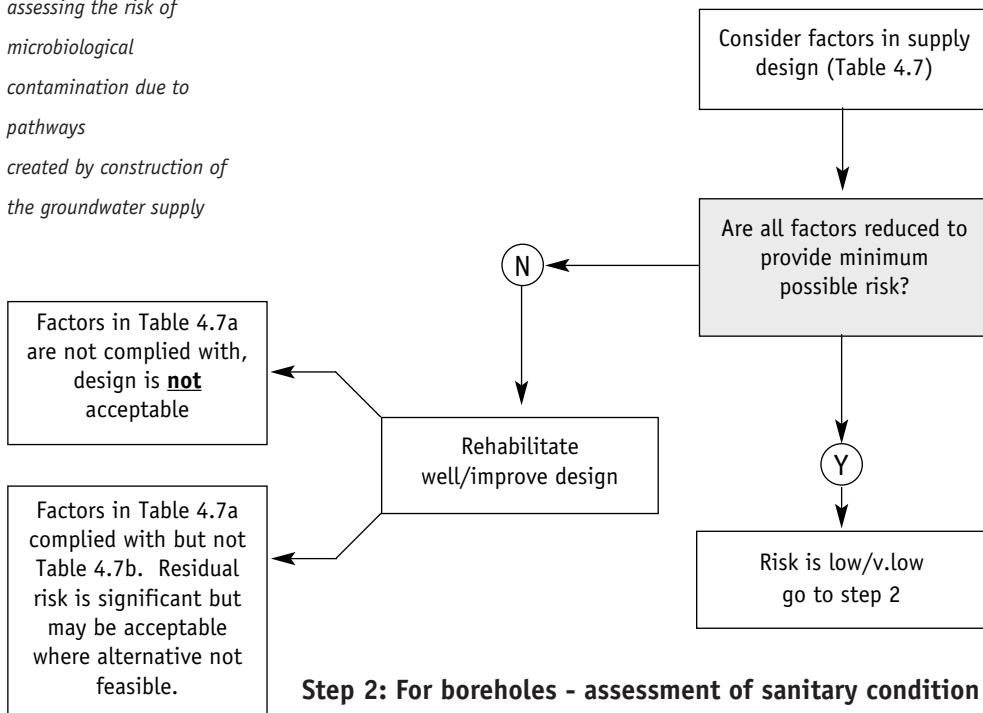 assessing the risk of
microbiological
contamination due to
pathways
created by construction of
the groundwater supply
Consider factors in supply
design (Table 4.7)
Are all factors reduced to
provide minimum
possible risk?
N
Y
Factors in Table 4.7a
are not complied with,
design is not
acceptable
Rehabilitate
well/improve design
Factors in Table 4.7a
complied with but not
Table 4.7b. Residual
risk is significant but
may be acceptable
where alternative not
feasible.
Risk is low/v.low
go to step 2
Step 2: For boreholes - assessment of sanitary condition